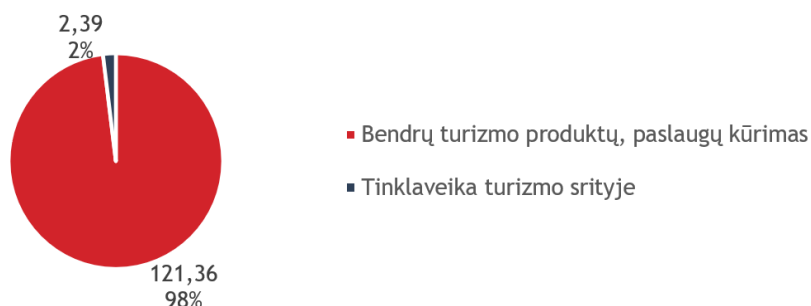 2,39
2%
Bendrų turizmo produktų, paslaugų kūrimas
Tinklaveika turizmo srityje
121,36
98%